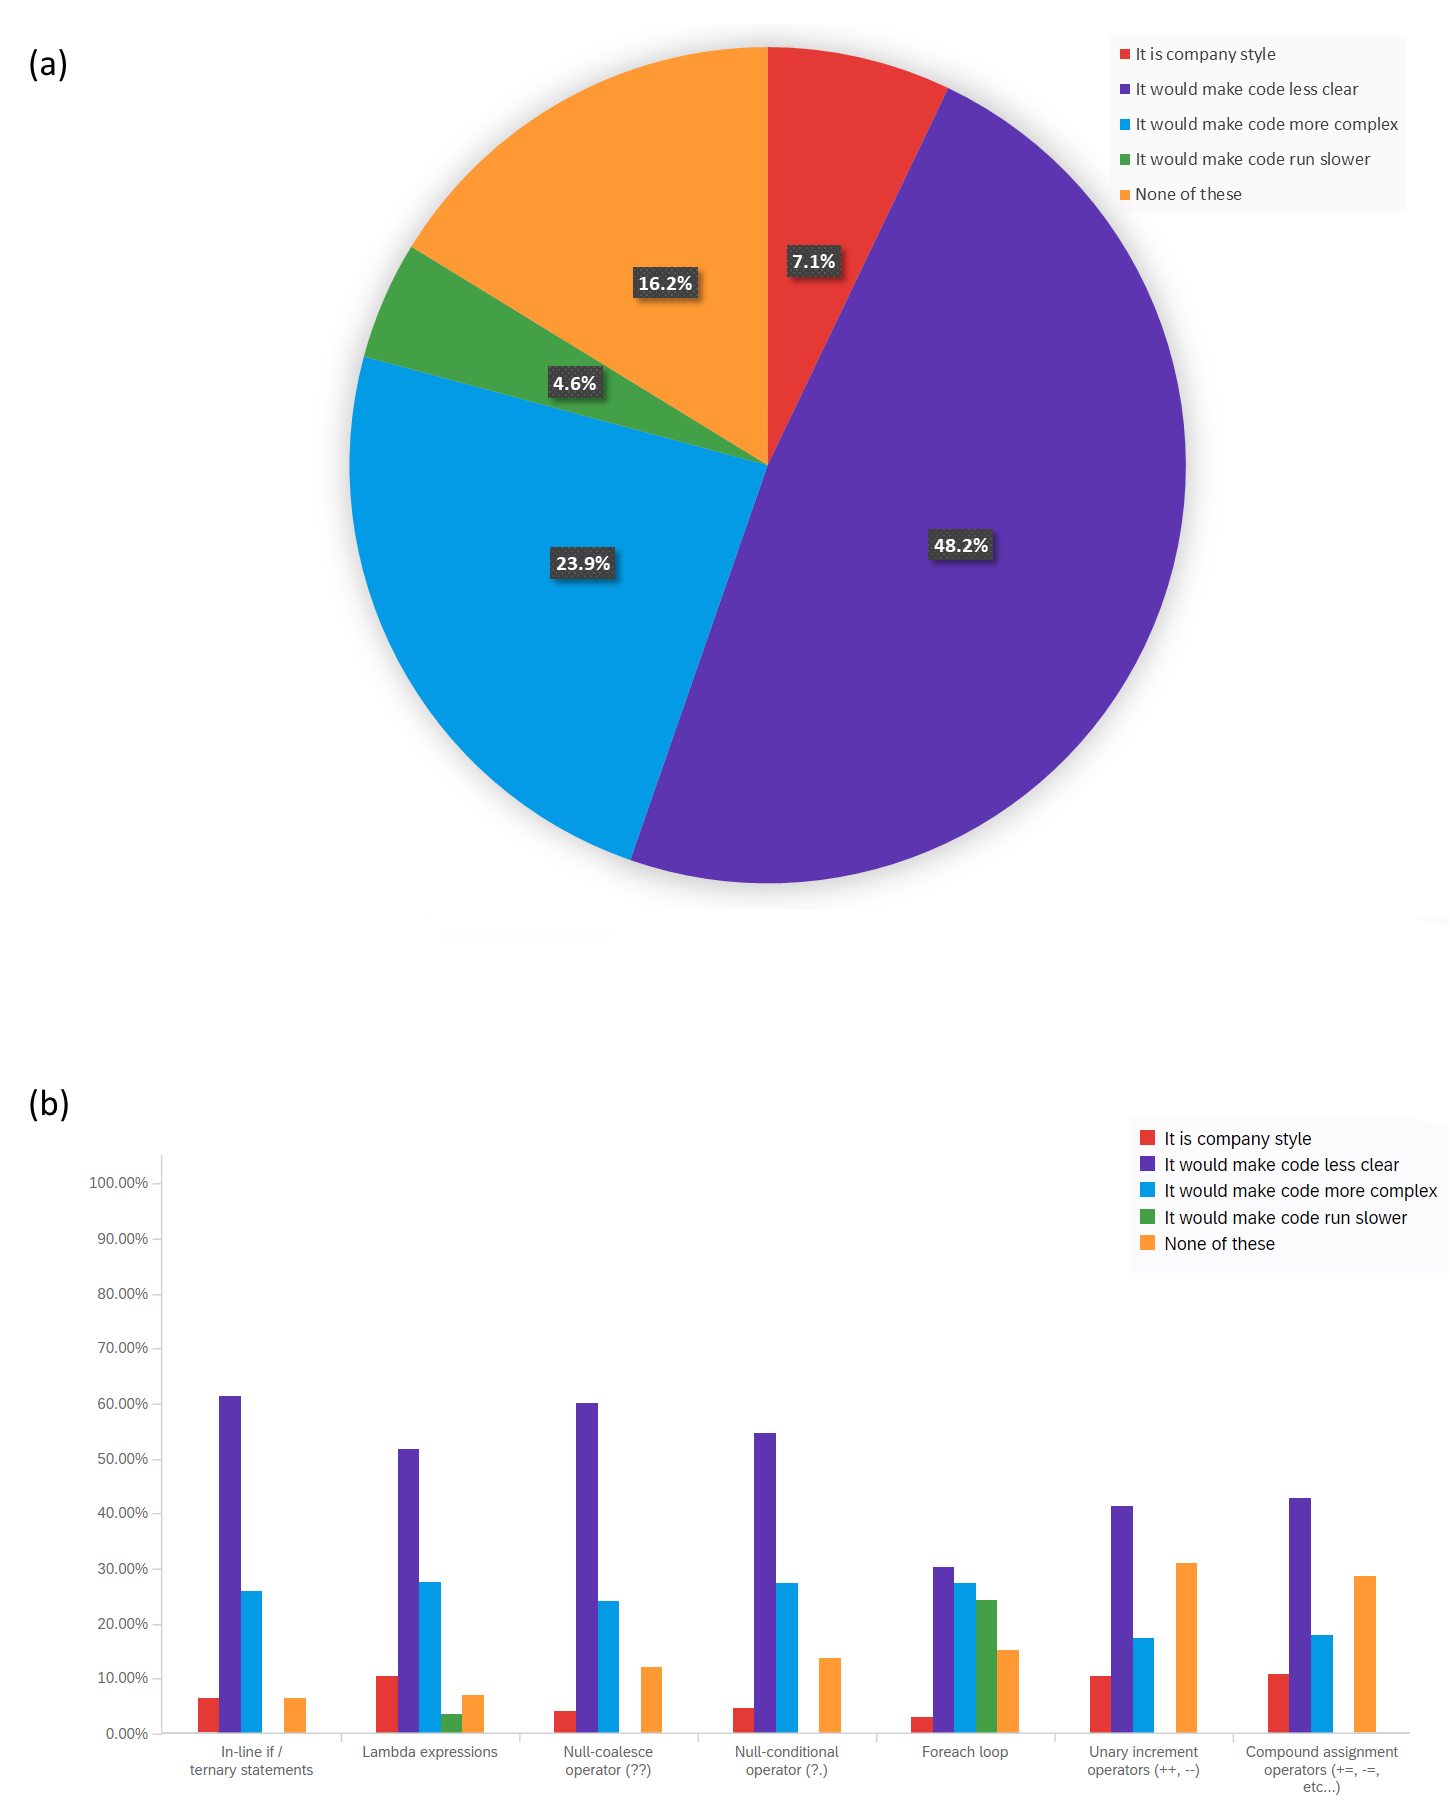 (a)
It is company style
It would make code less clear
It would make code more complex
It would make code run slower
None of these
7.1%
16.2%
4.6%
48.2%
23.9%
(b)
It is company style
It would make code less clear
It would make code more complex
It would make code run slower
None of these
100.00%
90.00%
80.00%
70.00%
60.00%
50.00%
40.00%
30.00%
20.00%
10.00%
0.00%
In-line if /
ternary statements
Lambda expressions
Null-coalesce
operator (??)
Null-conditional
operator (?.)
Foreach loop
Unary increment
operators (++, --)
Compound assignment
operators (+=, -=,
etc...)